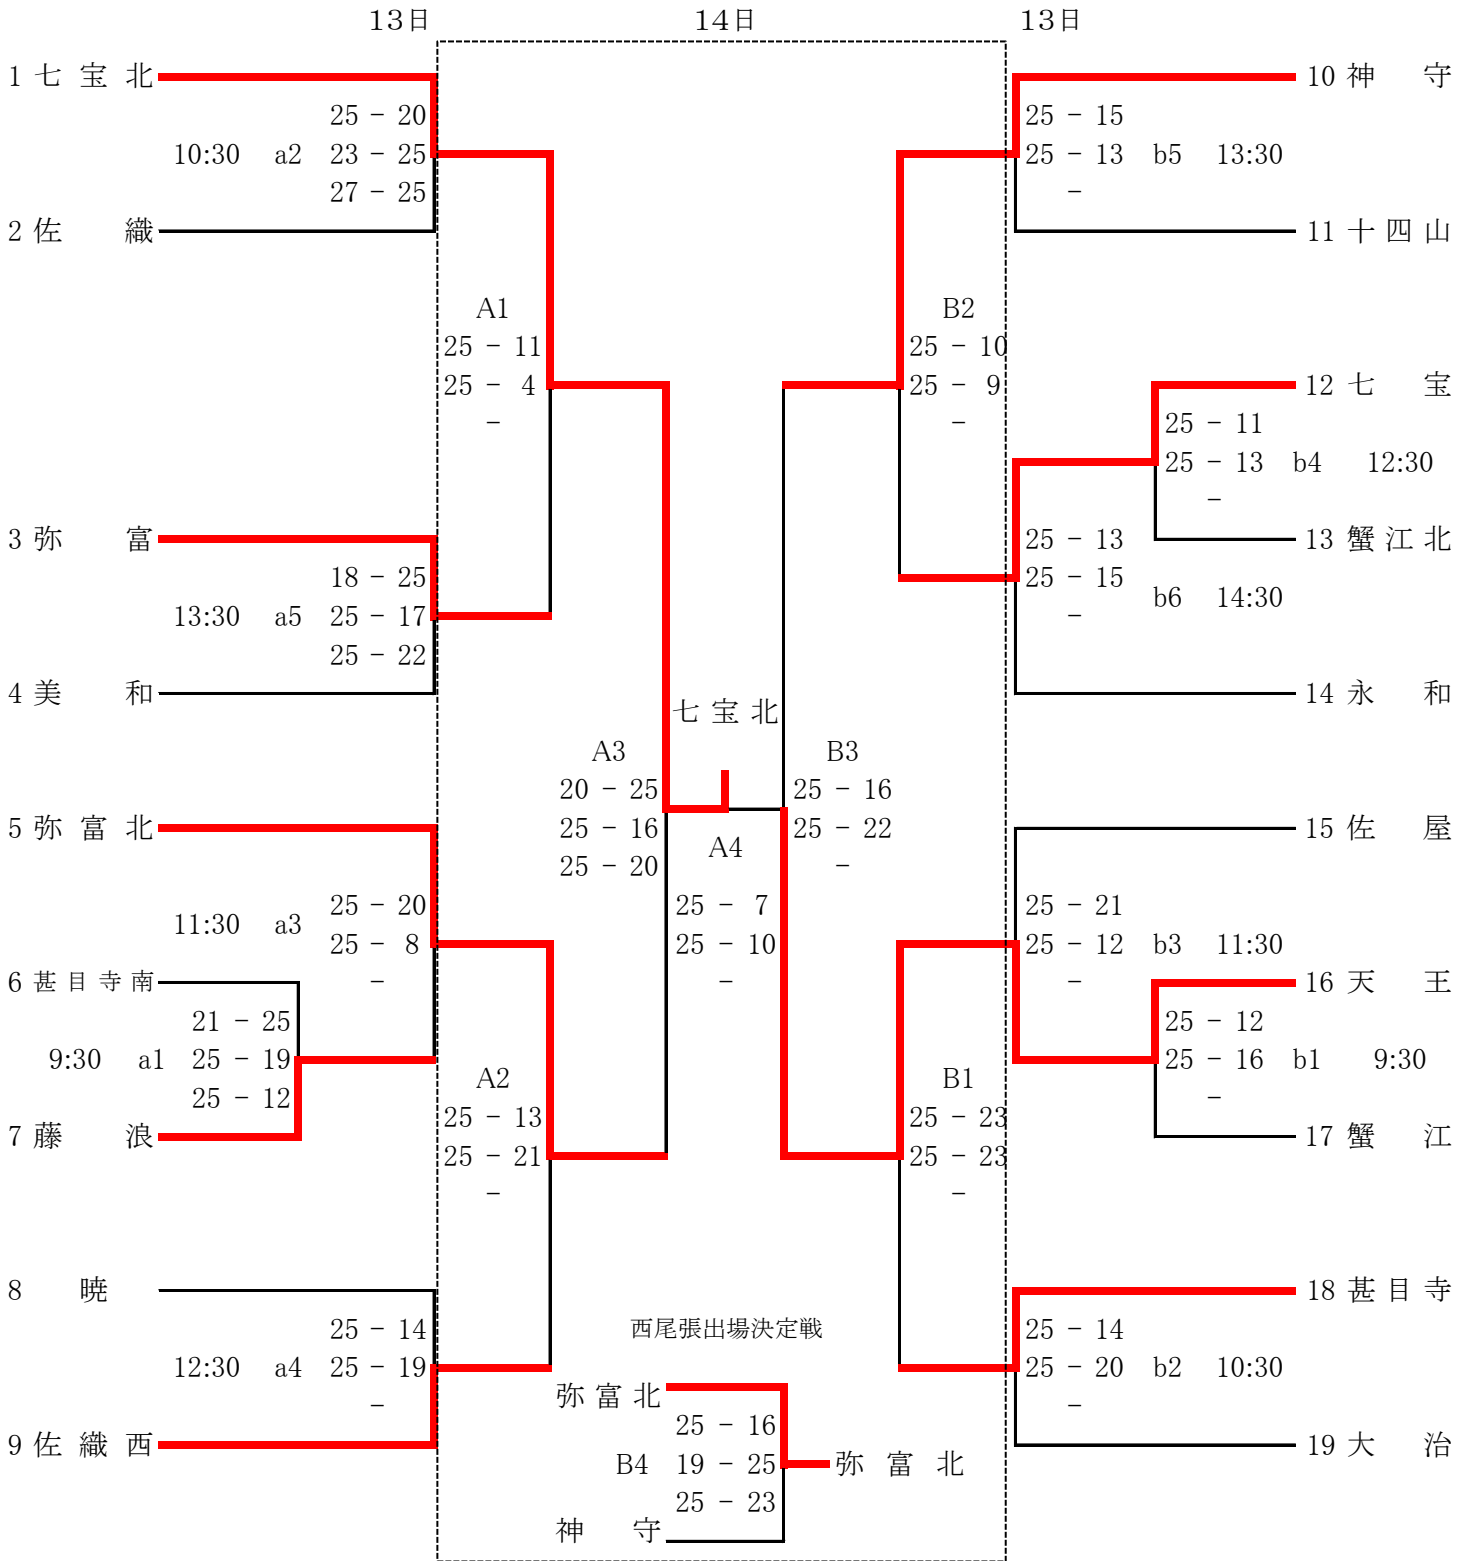 13日 14日 13日
1 七宝北 10 神守
25 - 20 25 - 15
10:30 a2 23 - 25 25 - 13 b5 13:30
27 - 25 -
2 佐織 11 十四山
A1 B2
25 - 11 25 - 10
25 - 4 25 - 9 12 七宝
- - 25 - 11
25 - 13 b4 12:30
-
3 弥富 25 - 13 13 蟹江北
18 - 25 25 - 15
13:30 a5 25 - 17 - b6 14:30
25 - 22
4 美和 14 永和
七宝北
A3 B3
20 - 25 25 - 16
5 弥富北 25 - 16 25 - 22 15 佐屋
A4
25 - 20 -
25 - 20 25 - 7 25 - 21
11:30 a3
25 - 8 25 - 10 25 - 12 b3 11:30
6 甚目寺南 - - - 16 天王
21 - 25 25 - 12
9:30 a1 25 - 19 25 - 16 b1 9:30
A2 B1
25 - 12 -
7 藤浪 25 - 13 25 - 23 17 蟹江
25 - 21 25 - 23
- -
8 暁 18 甚目寺
25 - 14 西尾張出場決定戦 25 - 14
12:30 a4 25 - 19 25 - 20 b2 10:30
- 弥富北 -
25 - 16
9 佐織西 19 大治
B4 19 - 25 弥富北
25 - 23
神守